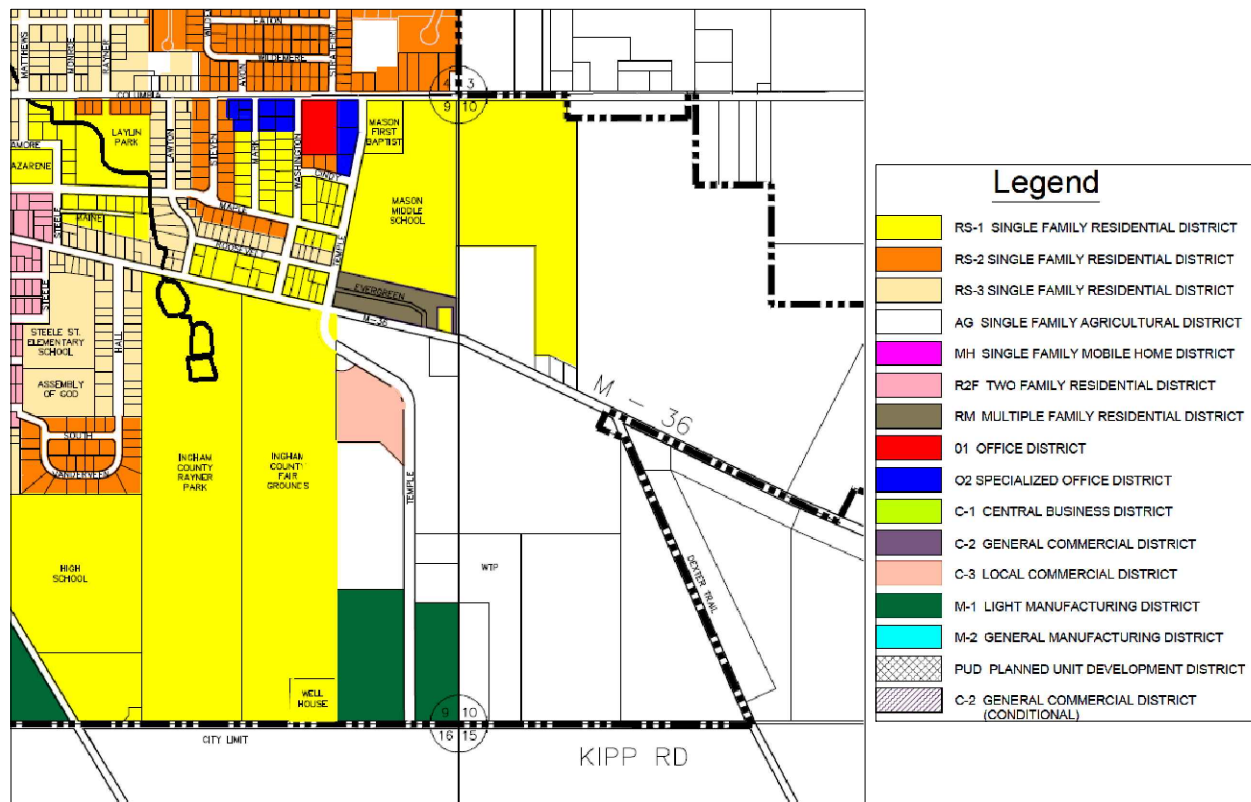 MATTHEWS
MONROE
RAYNER
EATON
WILDEMERE
AVON
STRATFORD
COLUMBIA
4 3
9 10
LAYLIN
PARK
LAWTON
STEVEN
MARK
WASHINGTON
CINDY
MASON
FIRST
BAPTIST
AMORE
AZARENE
MAINE
MAPLE
STEELE
ROOSEVELT
TEMPLE
MASON
MIDDLE
SCHOOL
EVERGREEN
M-36
STEELE
STEELE ST.
ELEMENTARY
SCHOOL
HALL
ASSEMBLY
OF GOD
SOUTH
VANDERVEEN
M - 36
INGHAM
COUNTY
RAYNER
PARK
INGHAM
COUNTY
FAIR
GROUNDS
TEMPLE
HIGH
SCHOOL
WTP
DEXTER TRAIL
WELL
HOUSE
CITY LIMIT
9 10
16 15
KIPP RD
Legend
RS-1 SINGLE FAMILY RESIDENTIAL DISTRICT
RS-2 SINGLE FAMILY RESIDENTIAL DISTRICT
RS-3 SINGLE FAMILY RESIDENTIAL DISTRICT
AG SINGLE FAMILY AGRICULTURAL DISTRICT
MH SINGLE FAMILY MOBILE HOME DISTRICT
R2F TWO FAMILY RESIDENTIAL DISTRICT
RM MULTIPLE FAMILY RESIDENTIAL DISTRICT
01 OFFICE DISTRICT
O2 SPECIALIZED OFFICE DISTRICT
C-1 CENTRAL BUSINESS DISTRICT
C-2 GENERAL COMMERCIAL DISTRICT
C-3 LOCAL COMMERCIAL DISTRICT
M-1 LIGHT MANUFACTURING DISTRICT
M-2 GENERAL MANUFACTURING DISTRICT
PUD PLANNED UNIT DEVELOPMENT DISTRICT
C-2 GENERAL COMMERCIAL DISTRICT
(CONDITIONAL)